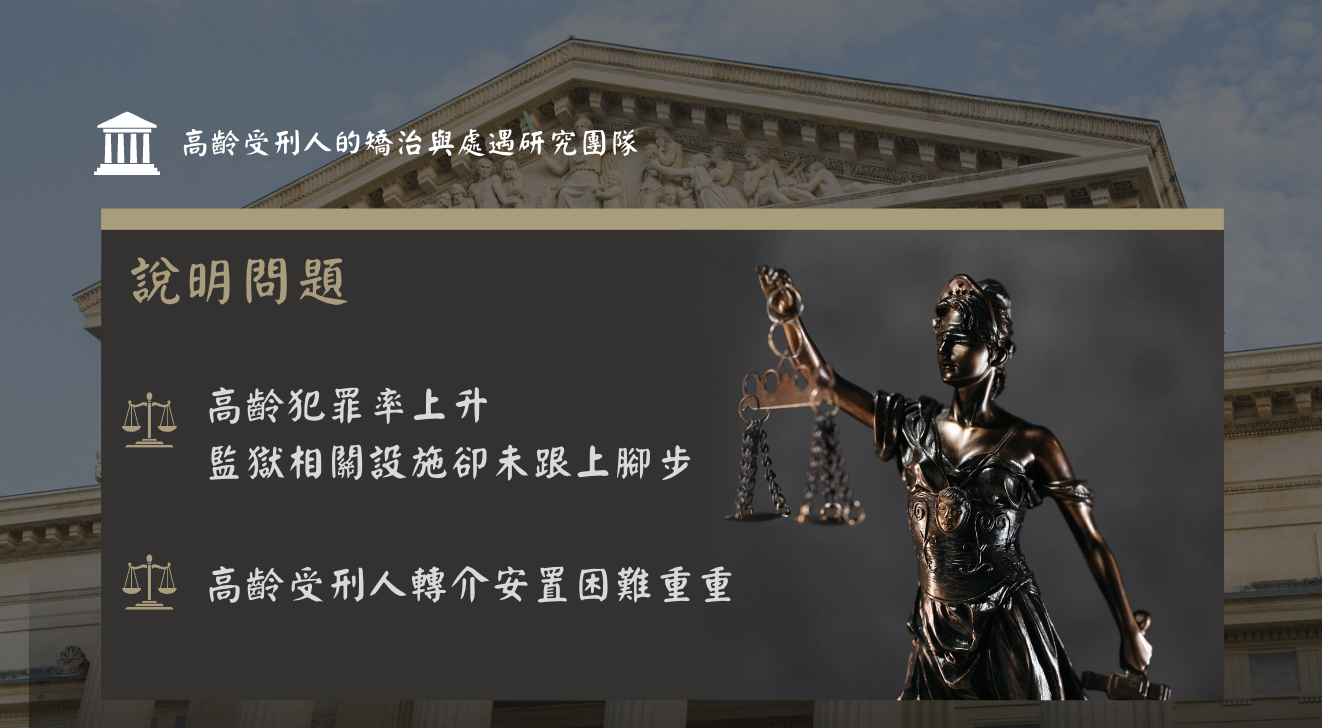 高齡受刑人的矯治與處遇研究團隊
說明問題
高齡犯罪率上升
監獄相關設施卻未跟上腳步
高齡受刑人轉介安置困難重重